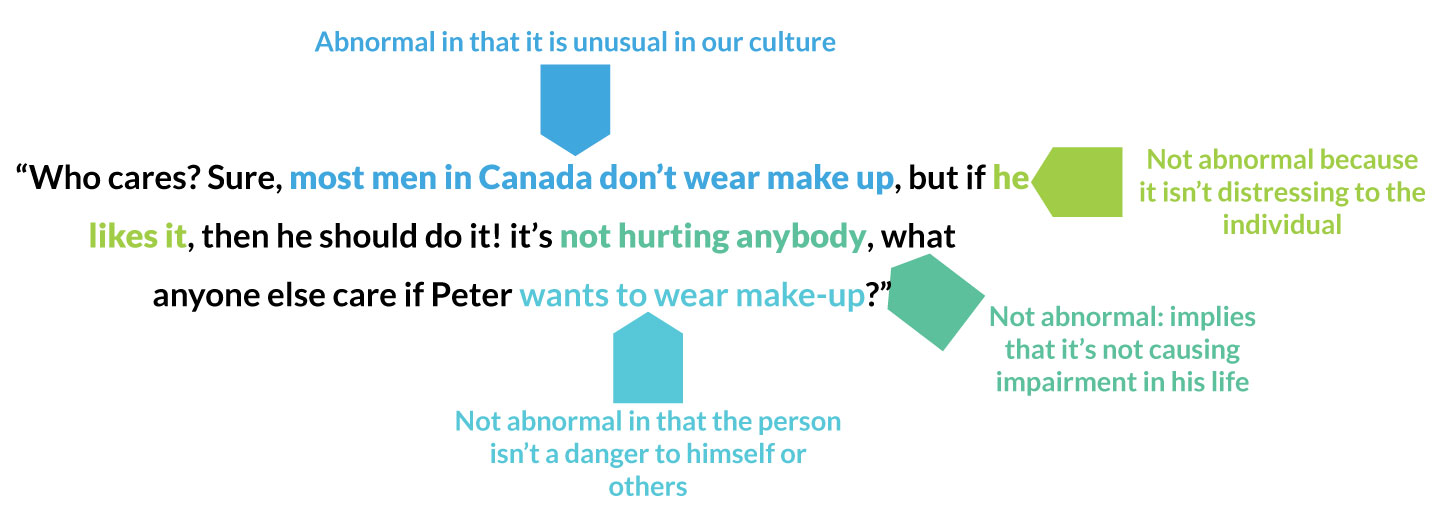 Abnormal in that it is unusual in our culture
“Who cares? Sure, most men in Canada don’t wear make up, but if he
likes it, then he should do it! it’s not hurting anybody, what
anyone else care if Peter wants to wear make-up?”
Not abnormal because
it isn’t distressing to the
individual
Not abnormal: implies
that it’s not causing
impairment in his life
Not abnormal in that the person
isn’t a danger to himself or
others